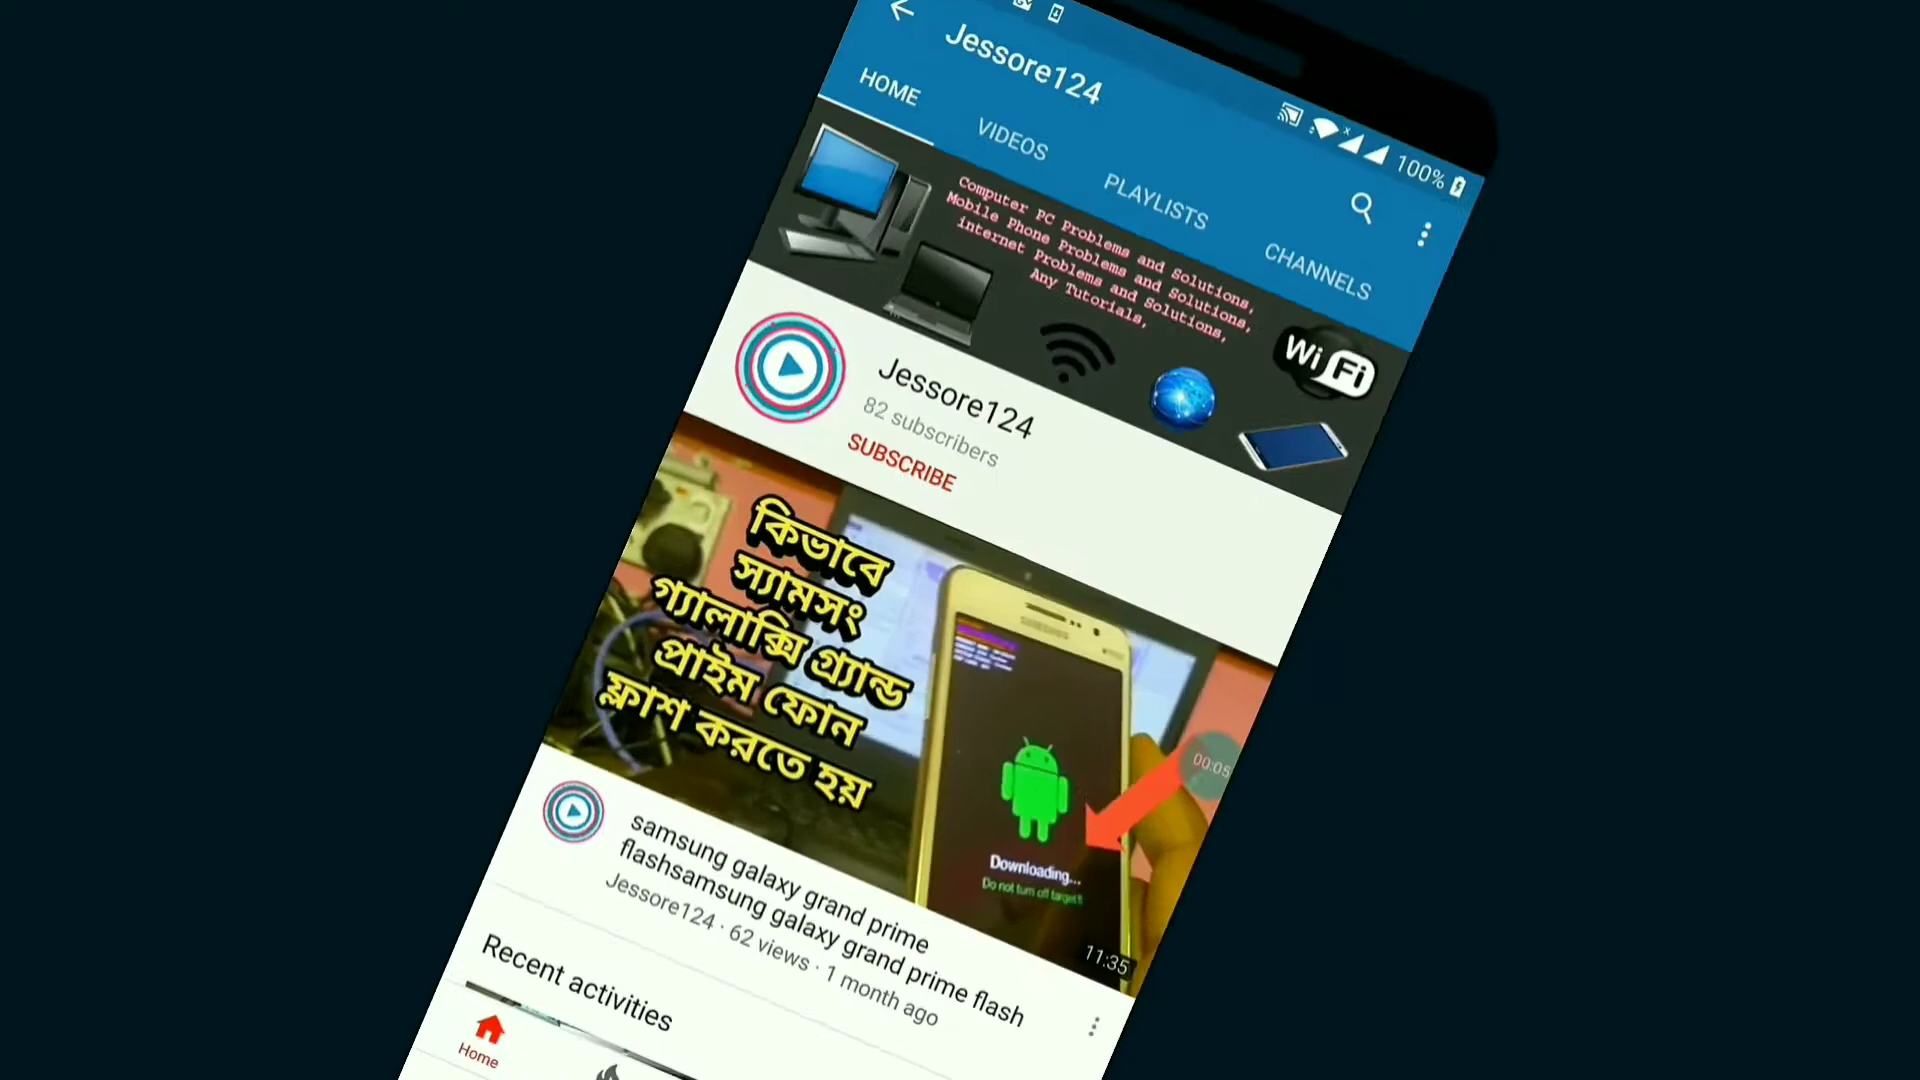 Jessore124
100%
HOME
VIDEOS
PLAYLISTS
CHANNELS
Computer PC Problems and Solutions,
Mobile Phone Problems and Solutions,
internet Problems and Solutions,
Any Tutorials,
Wi Fi
Jessore124
82 subscribers
SUBSCRIBE
কিভাবে
স্যামসং
গ্যালাক্সি গ্র্যান্ড
প্রাইম ফোন
ফ্লাশ করতে হয়
SAMSUNG
Downloading...
Do not turn off target!!
00:05
11:35
samsung galaxy grand prime
flashsamsung galaxy grand prime flash
Jessore124 · 62 views · 1 month ago
Recent activities
Home